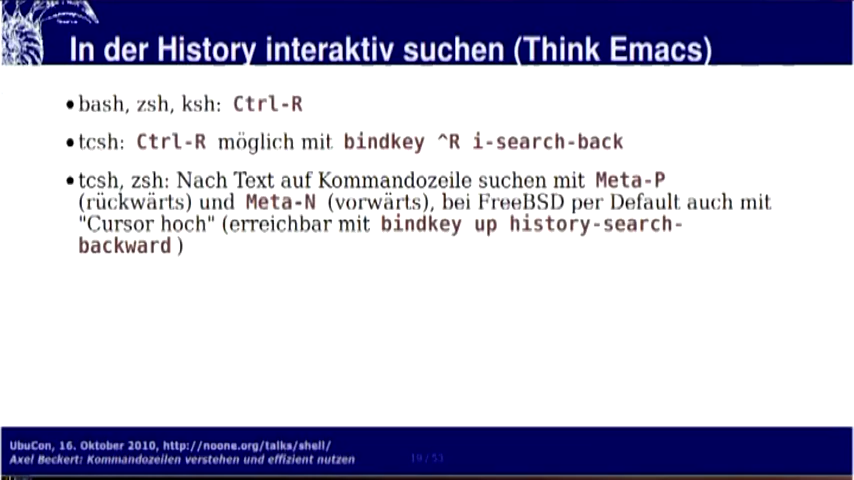 In der History interaktiv suchen (Think Emacs)
•bash, zsh, ksh: Ctrl-R
•tcsh: Ctrl-R möglich mit bindkey ^R i-search-back
•tcsh, zsh: Nach Text auf Kommandozeile suchen mit Meta-P
(rückwärts) und Meta-N (vorwärts), bei FreeBSD per Default auch mit
"Cursor hoch" (erreichbar mit bindkey up history-search-
backward )
UbuCon, 16. Oktober 2010, http://noone.org/talks/shell/
Axel Beckert: Kommandozeilen verstehen und effizient nutzen
19 / 53